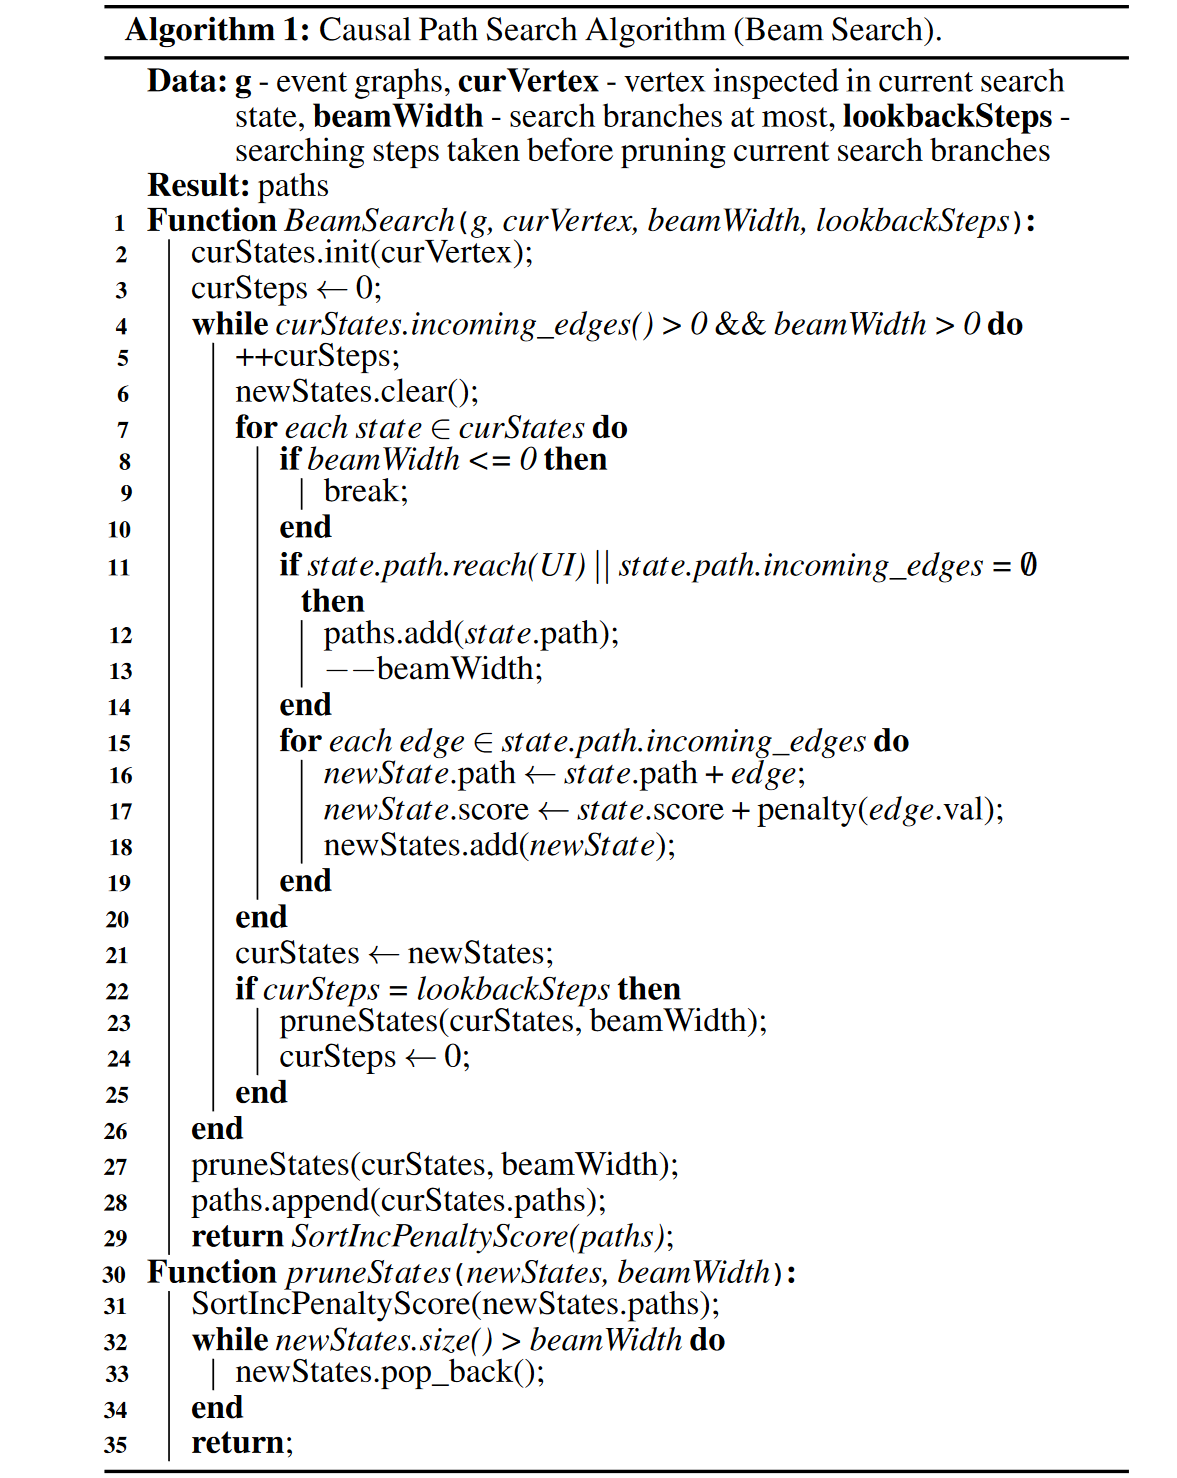 Algorithm 1: Causal Path Search Algorithm (Beam Search).
Data: g - event graphs, curVertex - vertex inspected in current search
state, beamWidth - search branches at most, lookbackSteps -
searching steps taken before pruning current search branches
Result: paths
1 Function BeamSearch(g, curVertex, beamWidth, lookbackSteps):
2 curStates.init(curVertex);
3 curSteps ← 0;
4 while curStates.incoming_edges() > 0 && beamWidth > 0 do
5 ++curSteps;
6 newStates.clear();
7 for each state ∈ curStates do
8 if beamWidth <= 0 then
9 break;
10 end
11 if state.path.reach(UI) || state.path.incoming_edges = ∅
then
12 paths.add(state.path);
13 −−beamWidth;
14 end
15 for each edge ∈ state.path.incoming_edges do
16 newState.path ← state.path + edge;
17 newState.score ← state.score + penalty(edge.val);
18 newStates.add(newState);
19 end
20 end
21 curStates ← newStates;
22 if curSteps = lookbackSteps then
23 pruneStates(curStates, beamWidth);
24 curSteps ← 0;
25 end
26 end
27 pruneStates(curStates, beamWidth);
28 paths.append(curStates.paths);
29 return SortIncPenaltyScore(paths);
30 Function pruneStates(newStates, beamWidth):
31 SortIncPenaltyScore(newStates.paths);
32 while newStates.size() > beamWidth do
33 newStates.pop_back();
34 end
35 return;